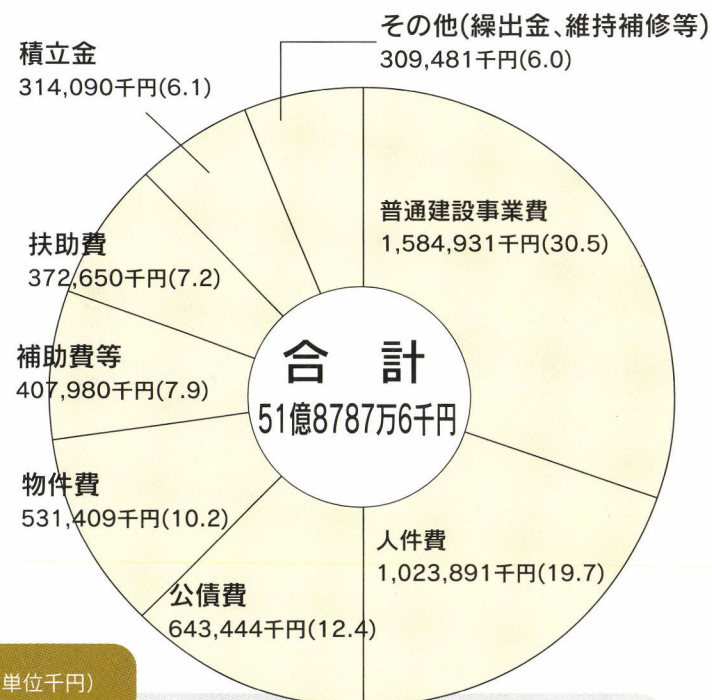 その他(繰出金、維持補修等)
309,481千円(6.0)
積立金
314,090千円(6.1)
普通建設事業費
1,584,931千円(30.5)
扶助費
372,650千円(7.2)
合 計
51億8787万6千円
補助費等
407,980千円(7.9)
物件費
531,409千円(10.2)
人件費
1,023,891千円(19.7)
公債費
643,444千円(12.4)
単位千円)